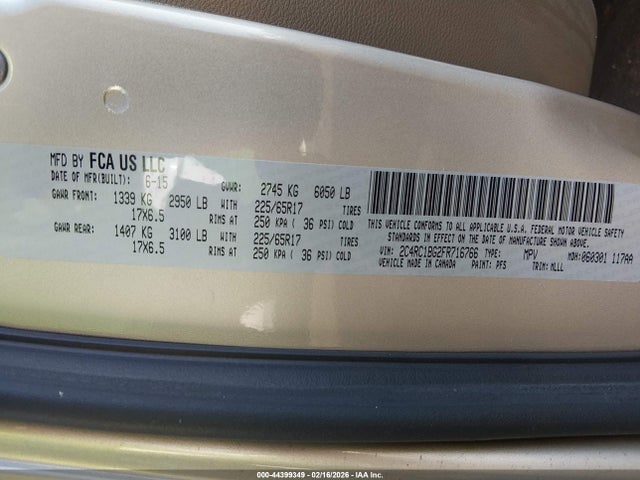 MFD BY FCA US LLC
DATE OF MFR(BUILT): 6-15 GVWR: 2745 KG 6050 LB
GAWR FRONT: 1339 KG 2950 LB WITH 225/65R17 TIRES
17X6.5 RIMS AT 250 KPA ( 36 PSI) COLD
GAWR REAR: 1407 KG 3100 LB WITH 225/65R17 TIRES
17X6.5 RIMS AT 250 KPA ( 36 PSI) COLD
THIS VEHICLE CONFORMS TO ALL APPLICABLE U.S.A. FEDERAL MOTOR VEHICLE SAFETY
STANDARDS IN EFFECT ON THE DATE OF MANUFACTURE SHOWN ABOVE.
VIN: 2C4RC1BG2FR716766 TYPE: MPV MDH: 060301 117AA
VEHICLE MADE IN CANADA PAINT: PFS TRIM: MLLL
000-44399349 - 02/16/2026 - IAA Inc.